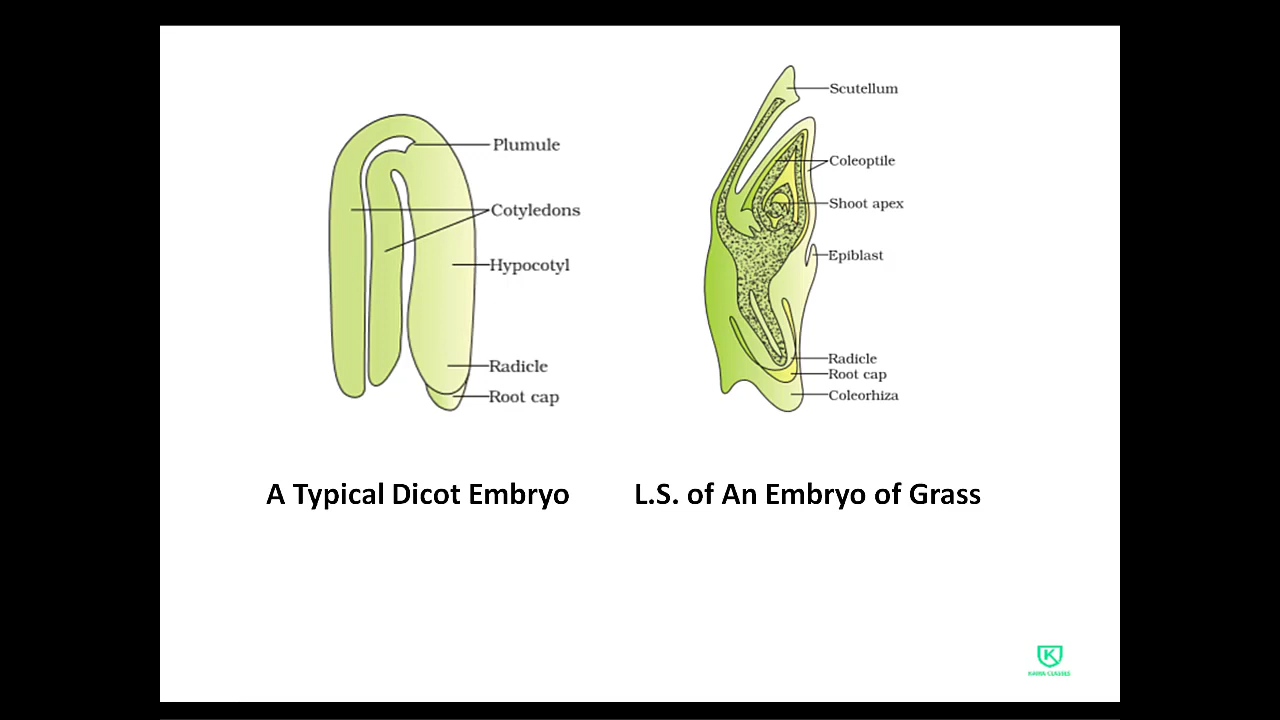 Plumule
Cotyledons
Hypocotyl
Radicle
Root cap
Scutellum
Coleoptile
Shoot apex
Epiblast
Radicle
Root cap
Coleorhiza
A Typical Dicot Embryo
L.S. of An Embryo of Grass
K